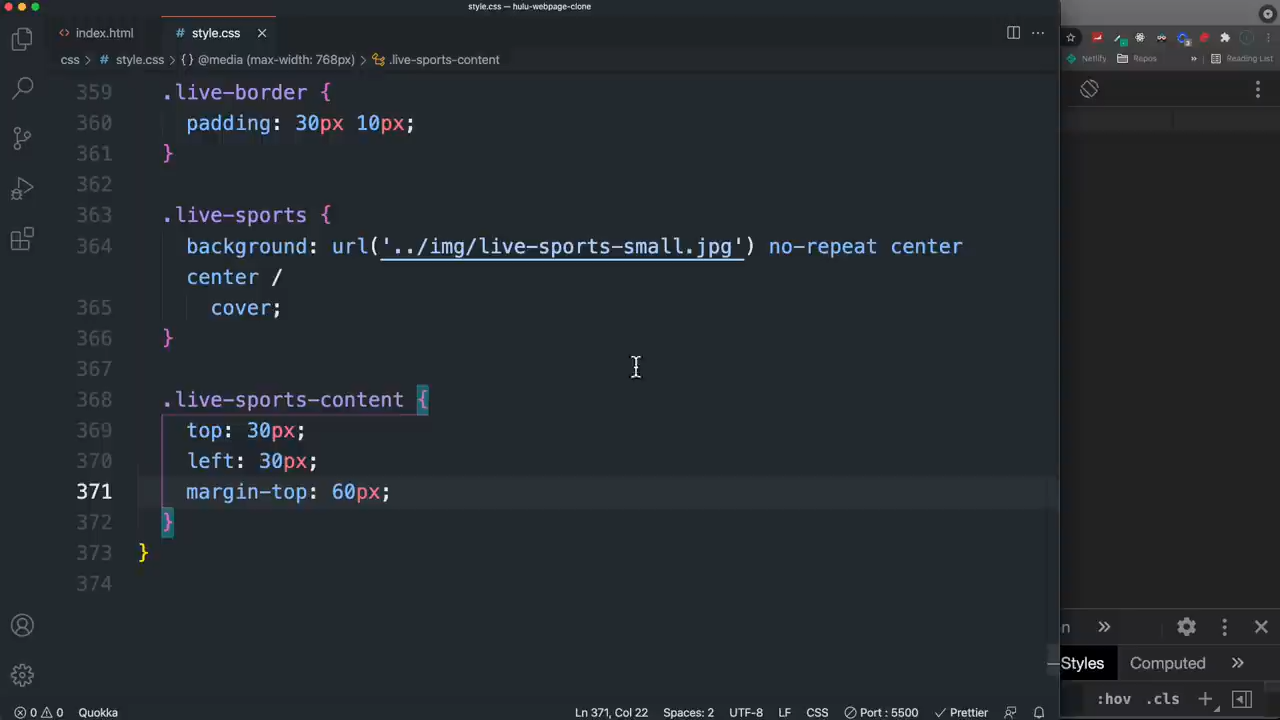 style.css — hulu-webpage-clone
index.html
# style.css
css > # style.css > { } @media (max-width: 768px) > .live-sports-content
Netlify
Repos
»
Reading List
359 .live-border {
360 padding: 30px 10px;
361 }
362
363 .live-sports {
364 background: url('../img/live-sports-small.jpg') no-repeat center
center /
365 cover;
366 }
367
368 .live-sports-content {
369 top: 30px;
370 left: 30px;
371 margin-top: 60px;
372 }
373 }
374
n »
Styles
Computed
»
:hov .cls +
0 0
Quokka
Ln 371, Col 22
Spaces: 2
UTF-8
LF
CSS
Port : 5500
Prettier